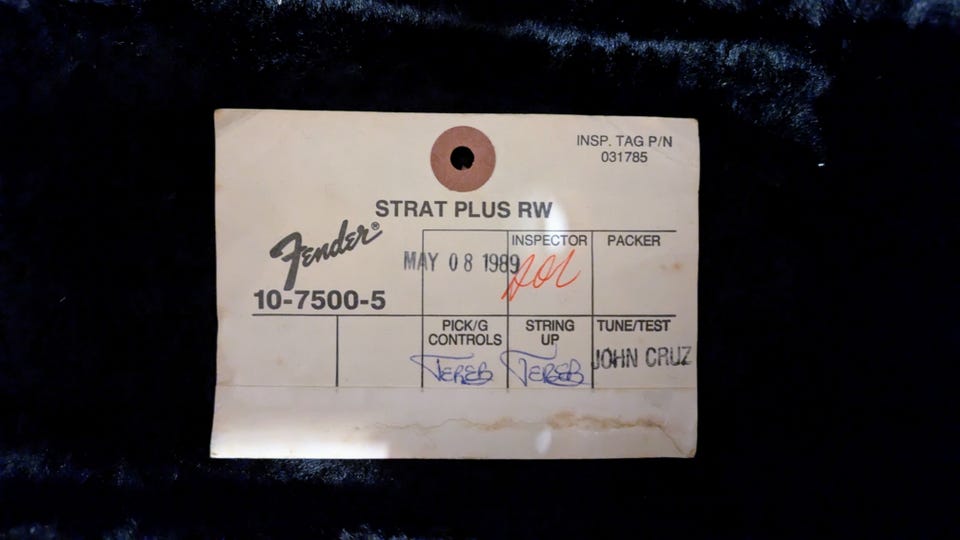 INSP. TAG P/N
031785
STRAT PLUS RW
Fender®
10-7500-5
MAY 08 1989
INSPECTOR
PACKER
PICK/G
CONTROLS
STRING
UP
TUNE/TEST
JOHN CRUZ